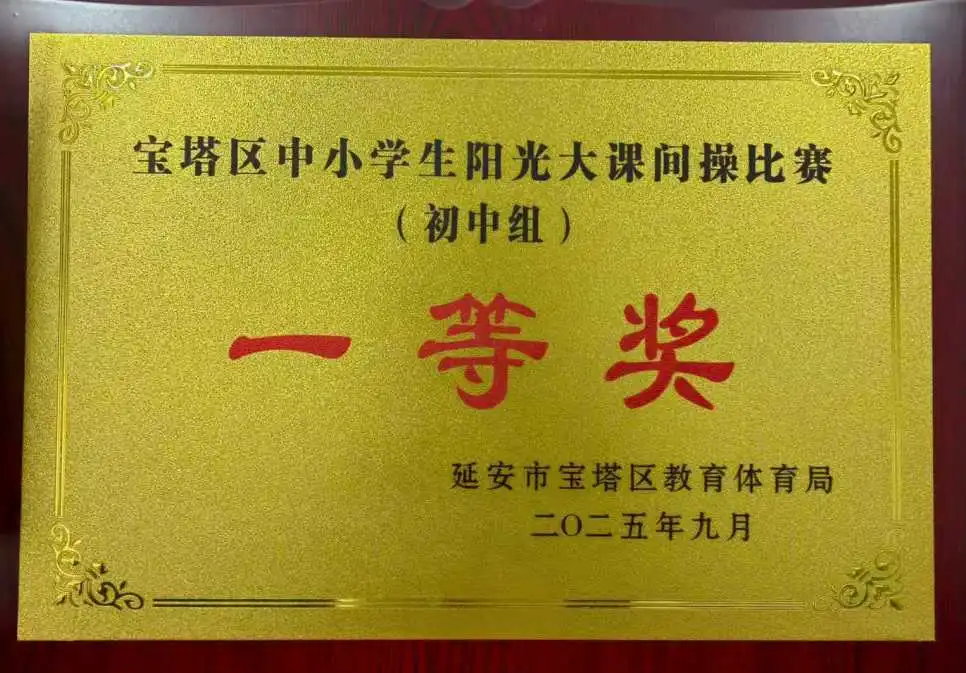 宝塔区中小学生阳光大课间操比赛
（初中组）
一等奖
延安市宝塔区教育体育局
二〇二五年九月